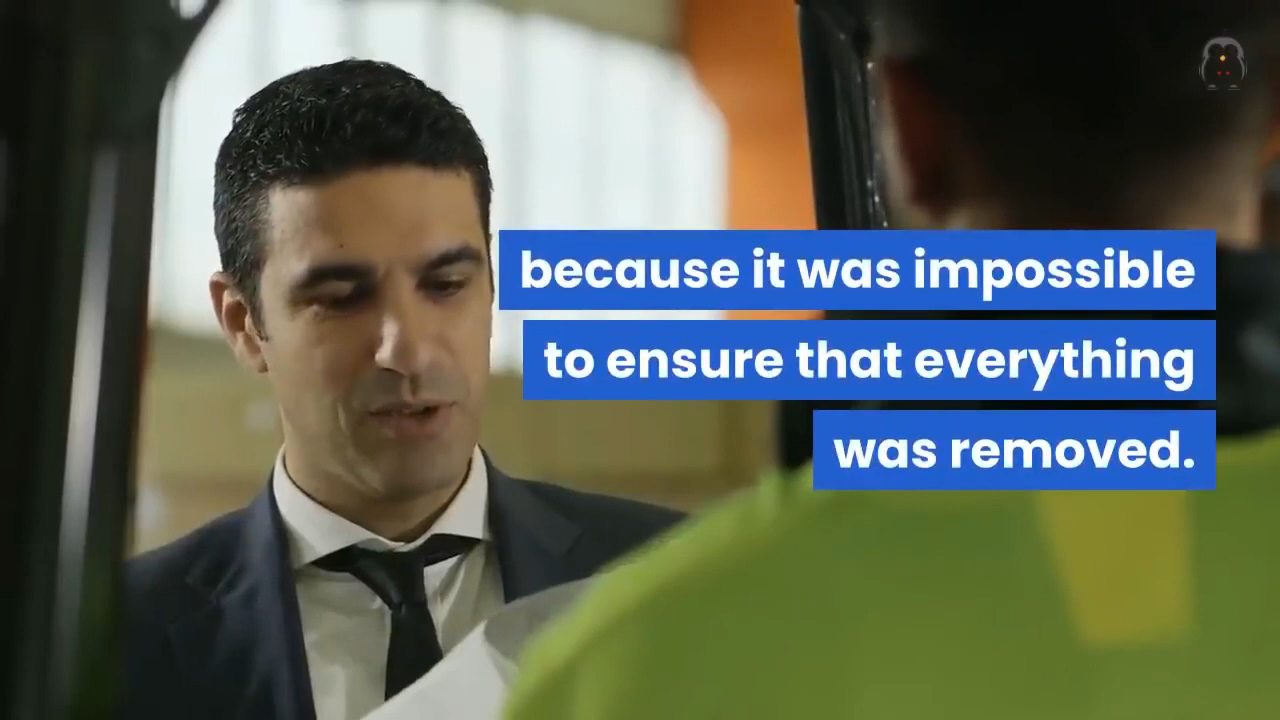 because it was impossible
to ensure that everything
was removed.